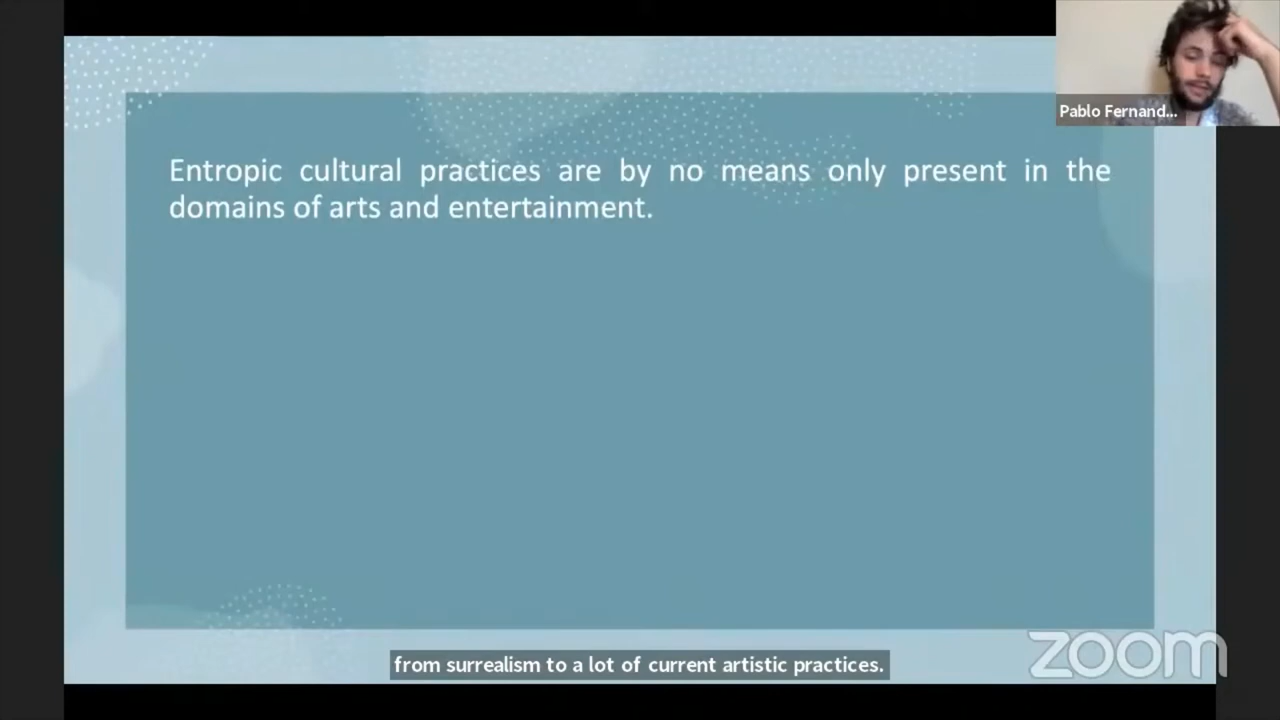 Pablo Fernand...
Entropic cultural practices are by no means only present in the
domains of arts and entertainment.
from surrealism to a lot of current artistic practices.
zoom